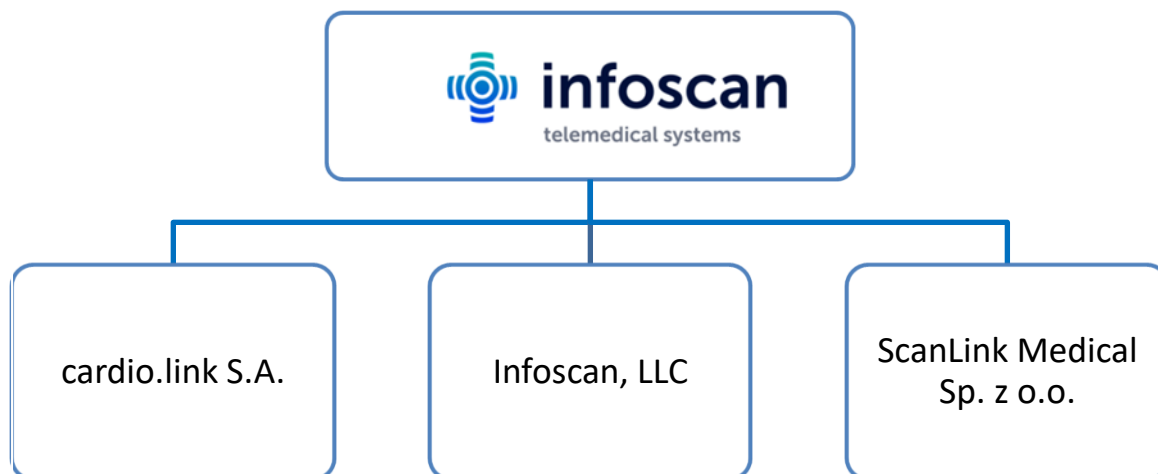 infoscan
telemedical systems
cardio.link S.A.
Infoscan, LLC
ScanLink Medical
Sp. z o.o.